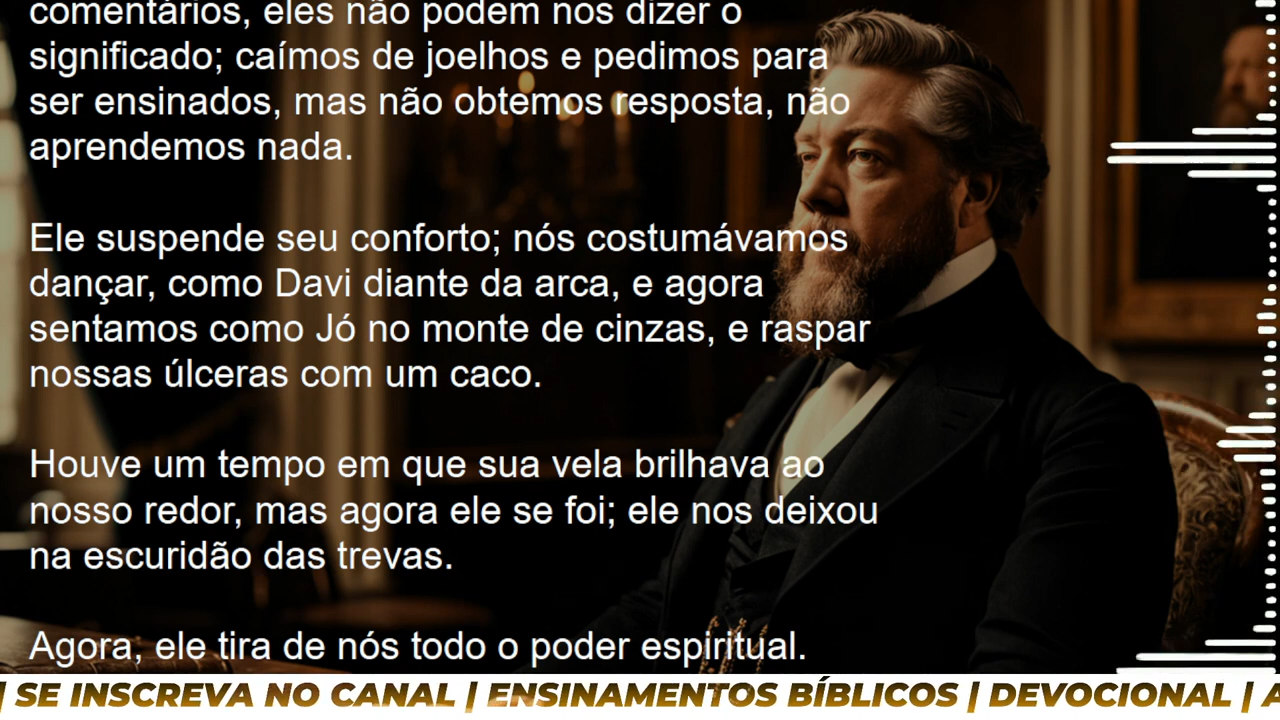 comentários, eles não podem nos dizer o
significado; caímos de joelhos e pedimos para
ser ensinados, mas não obtemos resposta, não
aprendemos nada.
Ele suspende seu conforto; nós costumávamos
dançar, como Davi diante da arca, e agora
sentamos como Jó no monte de cinzas, e raspar
nossas úlceras com um caco.
Houve um tempo em que sua vela brilhava ao
nosso redor, mas agora ele se foi; ele nos deixou
na escuridão das trevas.
Agora, ele tira de nós todo o poder espiritual.
| SE INSCREVA NO CANAL | ENSINAMENTOS BÍBLICOS | DEVOCIONAL | A